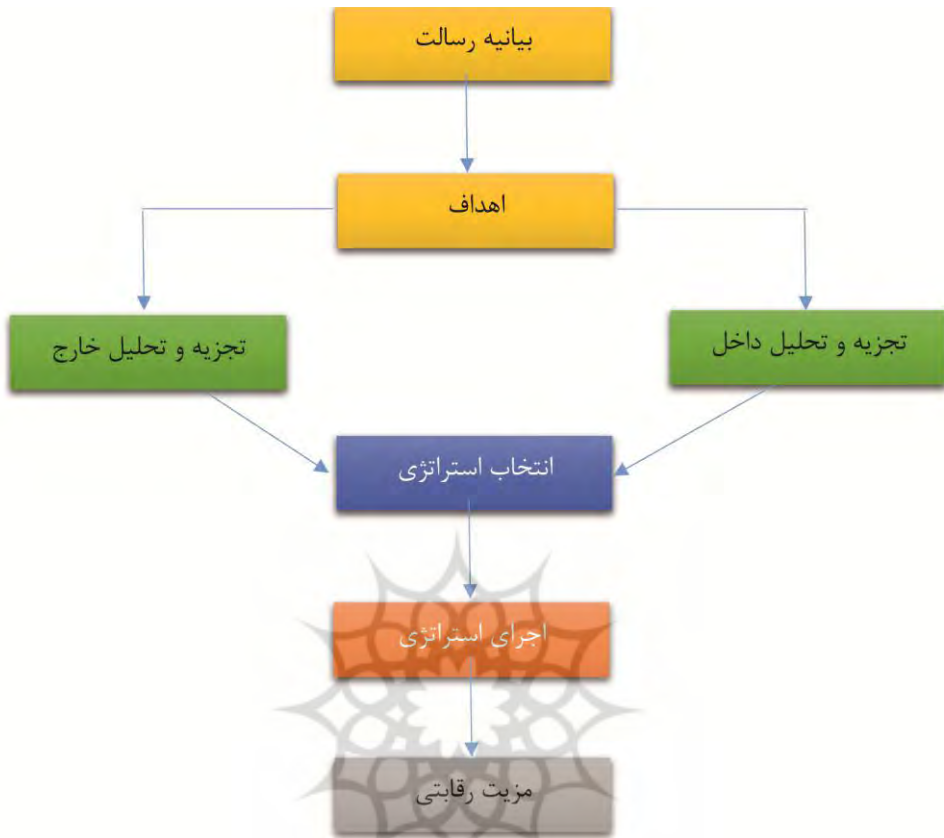 بیانیه رسالت
اهداف
تجزیه و تحلیل داخل
تجزیه و تحلیل خارج
انتخاب استراتژی
اجرای استراتژی
مزیت رقابتی